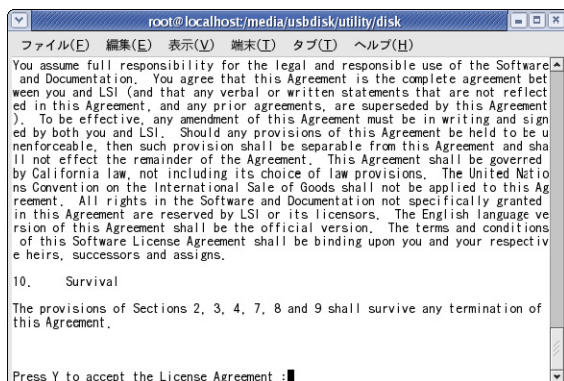 root@localhost:/media/usbdisk/utility/disk
ファイル(F) 編集(E) 表示(V) 端末(T) タブ(T) ヘルプ(H)
You assume full responsibility for the legal and responsible use of the Software
and Documentation. You agree that this Agreement is the complete agreement bet
ween you and LSI (and that any verbal or written statements that are not reflect
ed in this Agreement, and any prior agreements, are superseded by this Agreement
). To be effective, any amendment of this Agreement must be in writing and sign
ed by both you and LSI. Should any provisions of this Agreement be held to be u
nenforceable, then such provision shall be separable from this Agreement and sha
ll not effect the remainder of the Agreement. This Agreement shall be goverred
by California law, not including its choice of law provisions. The United Natio
ns Convention on the International Sale of Goods shall not be applied to this Ag
reement. All rights in the Software and Documentation not specifically granted
in this Agreement are reserved by LSI or its licensors. The English language ve
rsion of this Agreement shall be the official version. The terms and conditions
of this Software License Agreement shall be binding upon you and your respectiv
e heirs, successors and assigns.
10. Survival
The provisions of Sections 2, 3, 4, 7, 8 and 9 shall survive any termination of
this Agreement.
Press Y to accept the License Agreement :